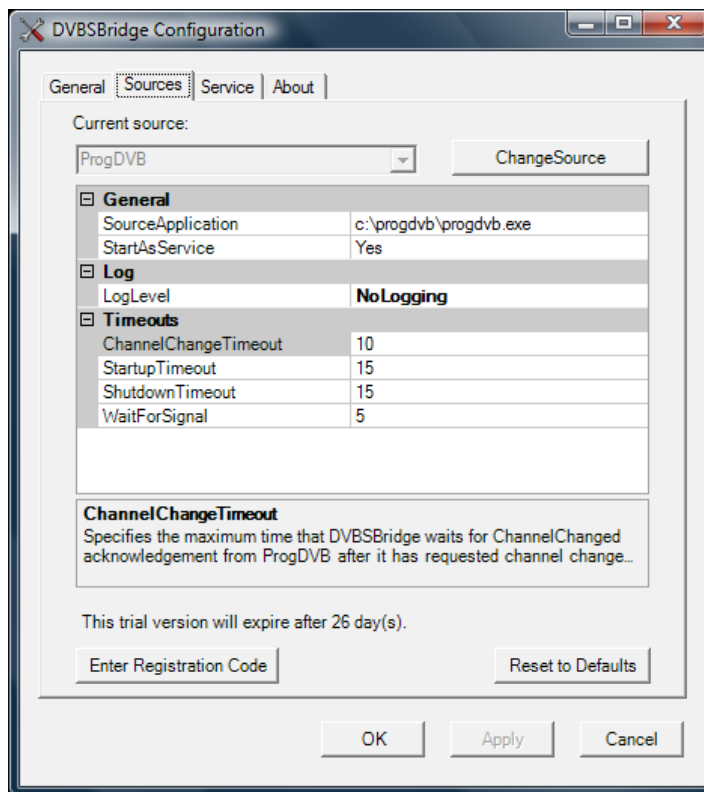 DVBSBridge Configuration
General Sources Service About
Current source:
ProgDVB ChangeSource
General
SourceApplication c:\progdvb\progdvb.exe
StartAsService Yes
Log
LogLevel NoLogging
Timeouts
ChannelChangeTimeout 10
StartupTimeout 15
ShutdownTimeout 15
WaitForSignal 5
ChannelChangeTimeout
Specifies the maximum time that DVBSBridge waits for ChannelChanged
acknowledgement from ProgDVB after it has requested channel change...
This trial version will expire after 26 day(s).
Enter Registration Code Reset to Defaults
OK Apply Cancel